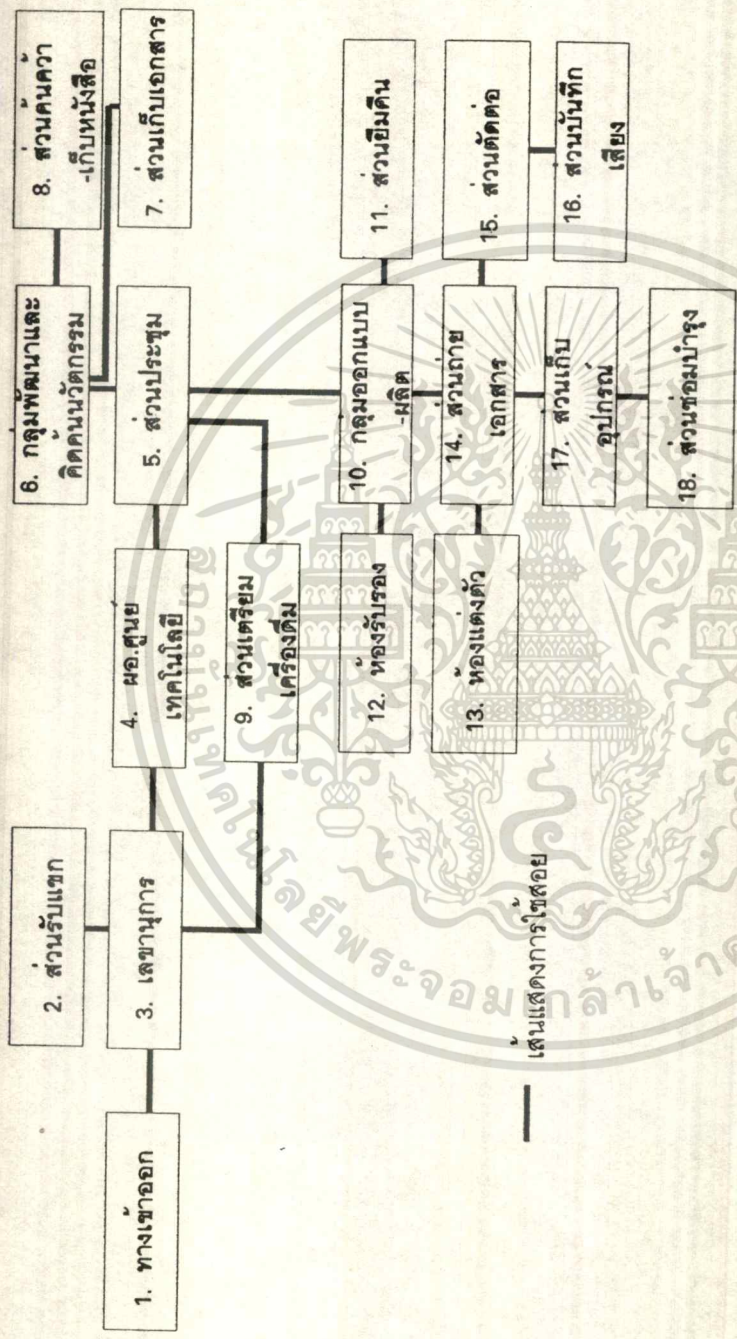 1. ทางเข้าออก
2. ส่วนรับแขก
3. เลขานุการ
4. ผอ.ศูนย์
เทคโนโลยี
5. ส่วนประชุม
6. กลุ่มพัฒนาและ
คิดค้นนวัตกรรม
7. ส่วนเก็บเอกสาร
8. ส่วนค้นคว้า
-เก็บหนังสือ
9. ส่วนเตรียม
เครื่องดื่ม
10. กลุ่มออกแบบ
-ผลิต
11. ส่วนยืมคืน
12. ห้องรับรอง
13. ห้องแต่งตัว
14. ส่วนถ่าย
เอกสาร
15. ส่วนตัดต่อ
16. ส่วนบันทึก
เสียง
17. ส่วนเก็บ
อุปกรณ์
18. ส่วนซ่อมบำรุง
เส้นแสดงการใช้สอย